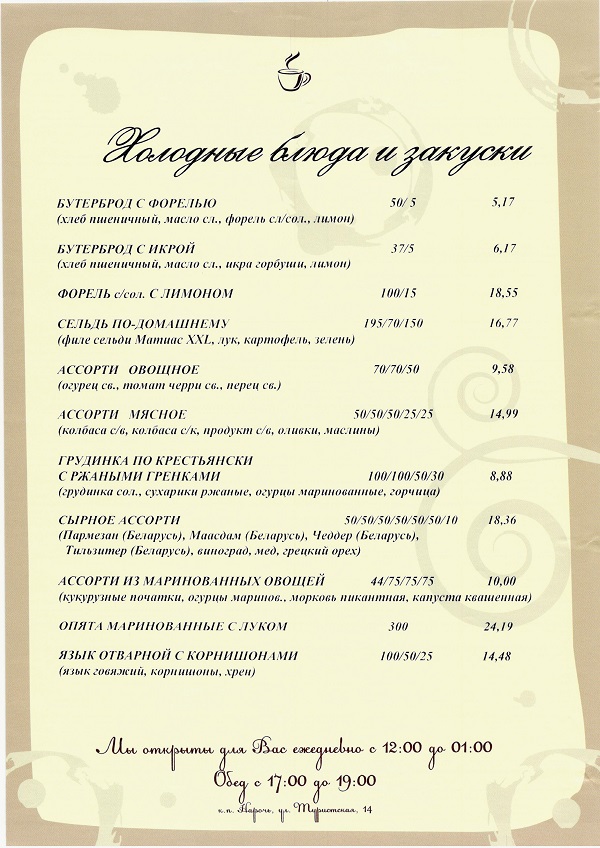 Холодные блюда и закуски
БУТЕРБРОД С ФОРЕЛЬЮ 50/ 5 5,17
(хлеб пшеничный, масло сл., форель сл/сол., лимон)
БУТЕРБРОД С ИКРОЙ 37/5 6,17
(хлеб пшеничный, масло сл., икра горбуши, лимон)
ФОРЕЛЬ с/сол. С ЛИМОНОМ 100/15 18,55
СЕЛЬДЬ ПО-ДОМАШНЕМУ 195/70/150 16,77
(филе сельди Матиас XXL, лук, картофель, зелень)
АССОРТИ ОВОЩНОЕ 70/70/50 9,58
(огурец св., томат черри св., перец св.)
АССОРТИ МЯСНОЕ 50/50/50/25/25 14,99
(колбаса с/в, колбаса с/к, продукт с/в, оливки, маслины)
ГРУДИНКА ПО КРЕСТЬЯНСКИ
С РЖАНЫМИ ГРЕНКАМИ 100/100/50/30 8,88
(грудинка сол., сухарики ржаные, огурцы маринованные, горчица)
СЫРНОЕ АССОРТИ 50/50/50/50/50/50/10 18,36
(Пармезан (Беларусь), Маасдам (Беларусь), Чеддер (Беларусь),
Тильзитер (Беларусь), виноград, мед, грецкий орех)
АССОРТИ ИЗ МАРИНОВАННЫХ ОВОЩЕЙ 44/75/75/75 10,00
(кукурузные початки, огурцы маринов., морковь пикантная, капуста квашенная)
ОПЯТА МАРИНОВАННЫЕ С ЛУКОМ 300 24,19
ЯЗЫК ОТВАРНОЙ С КОРНИШОНАМИ 100/50/25 14,48
(язык говяжий, корнишоны, хрен)
Мы открыты для Вас ежедневно с 12:00 до 01:00
Обед с 17:00 до 19:00
к.п. Нарочь, ул. Туристская, 14